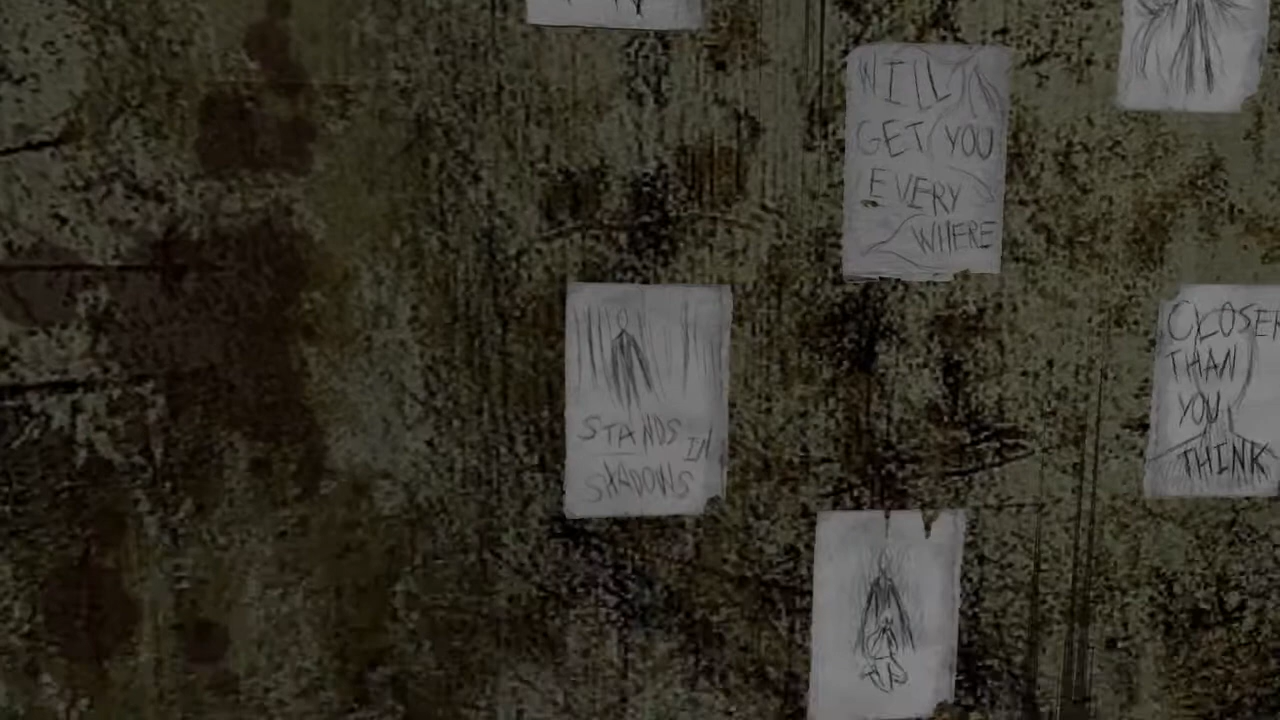 WILL
GET YOU
EVERY
WHERE
STANDS IN
SHADOWS
CLOSER
THAN
YOU
THINK